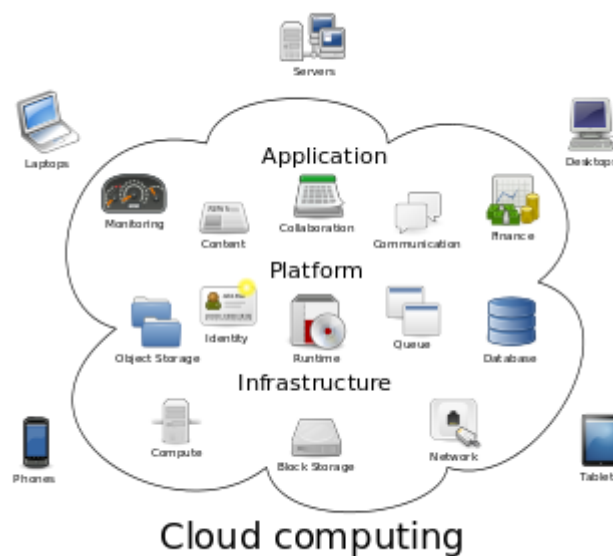 Servers
Laptops
Desktops
Application
Monitoring
Content
Collaboration
Communication
Finance
Platform
Object Storage
Identity
Runtime
Queue
Database
Infrastructure
Phones
Compute
Block Storage
Network
Tablet
Cloud computing